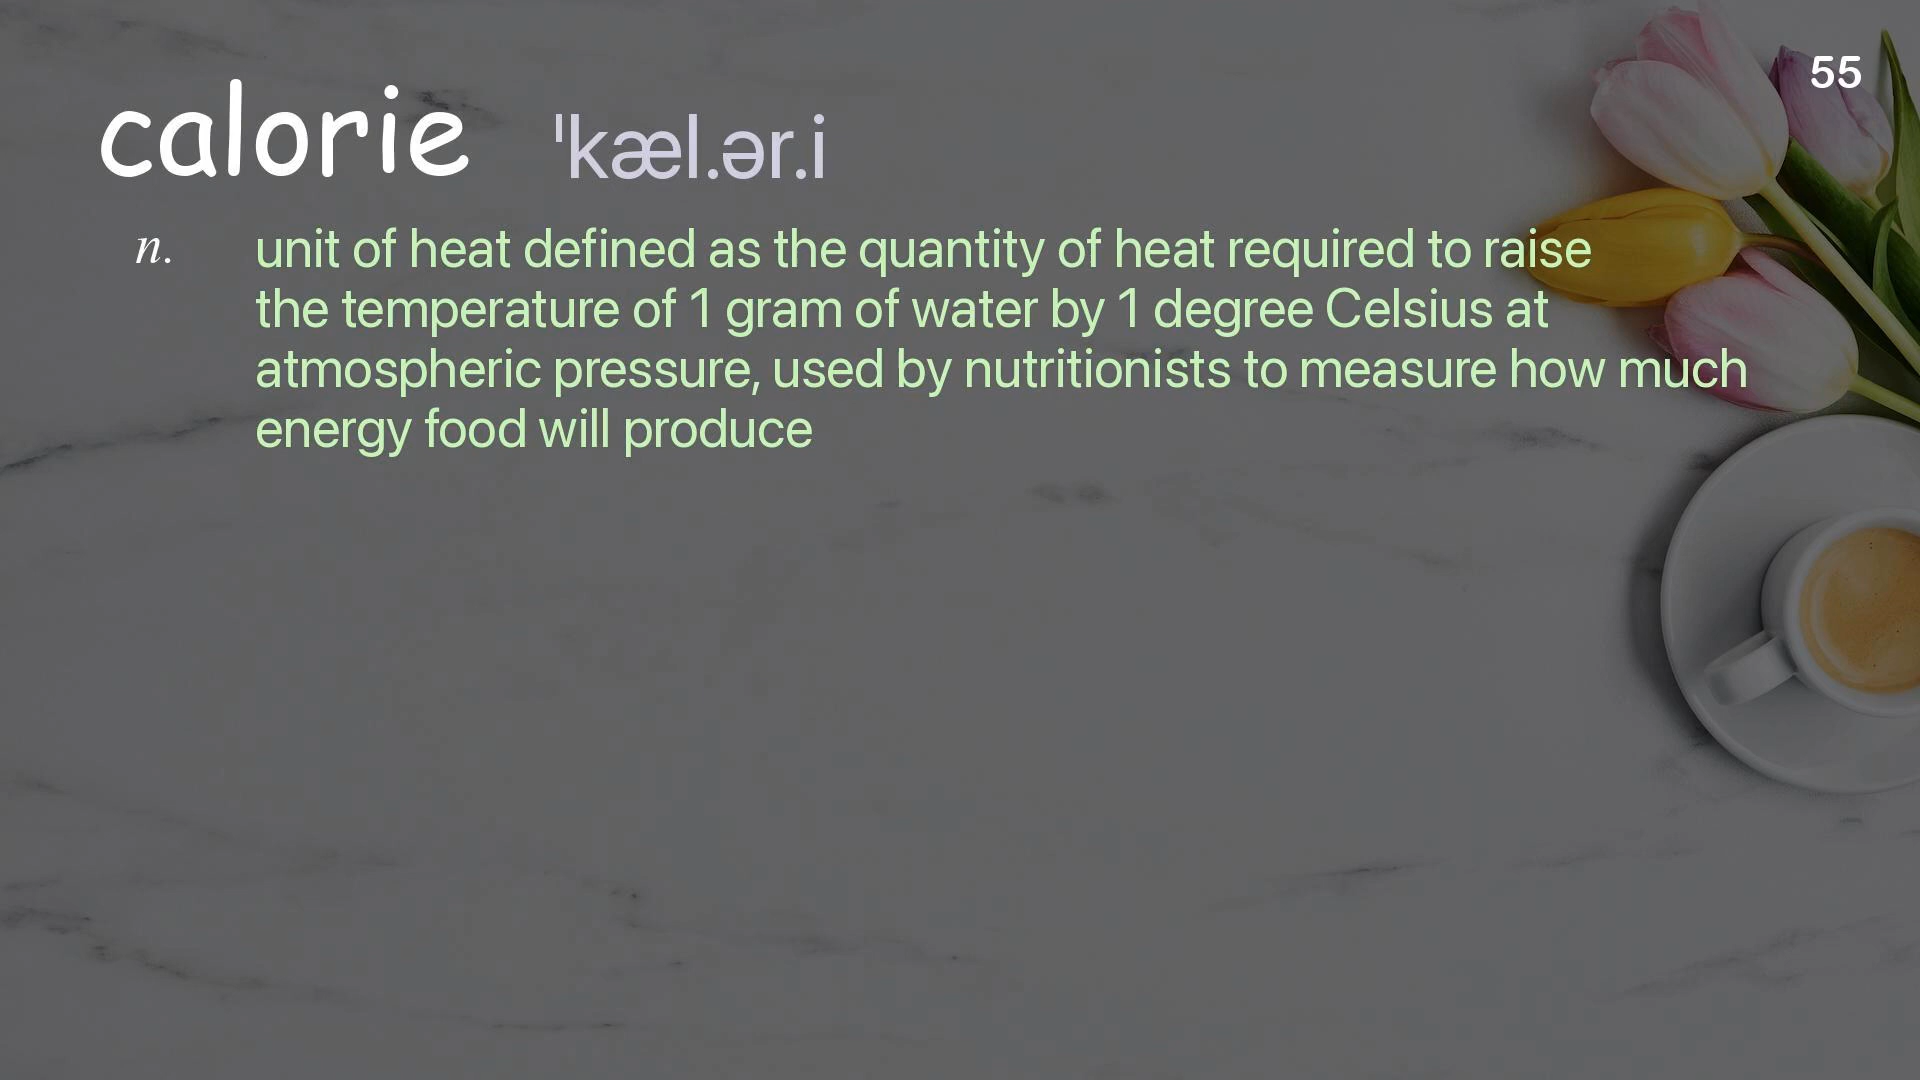 55
calorie ˈkæl.ər.i
n. unit of heat defined as the quantity of heat required to raise
the temperature of 1 gram of water by 1 degree Celsius at
atmospheric pressure, used by nutritionists to measure how much
energy food will produce